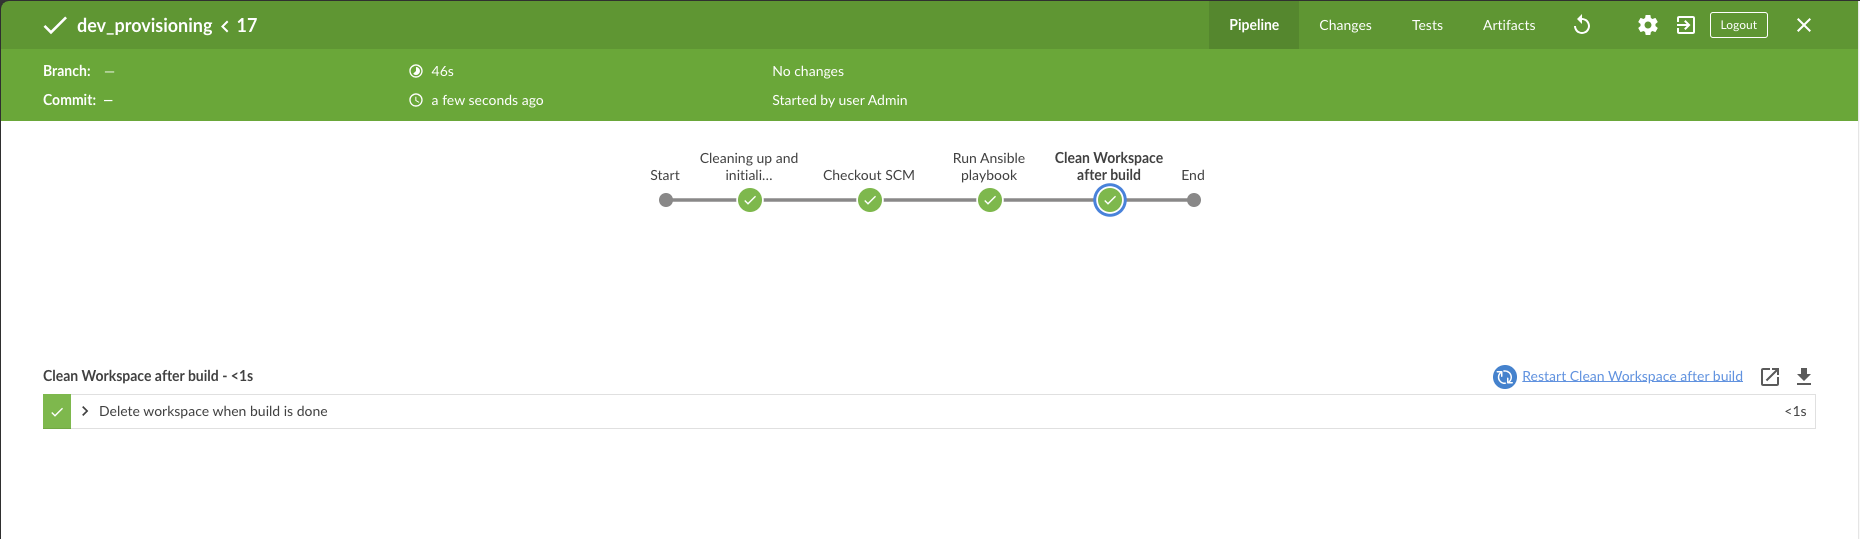 dev_provisioning < 17
Pipeline
Changes
Tests
Artifacts
Logout
Branch: —
46s
No changes
Commit: —
a few seconds ago
Started by user Admin
Start
Cleaning up and
initiali...
Checkout SCM
Run Ansible
playbook
Clean Workspace
after build
End
Clean Workspace after build - <1s
Restart Clean Workspace after build
Delete workspace when build is done
<1s